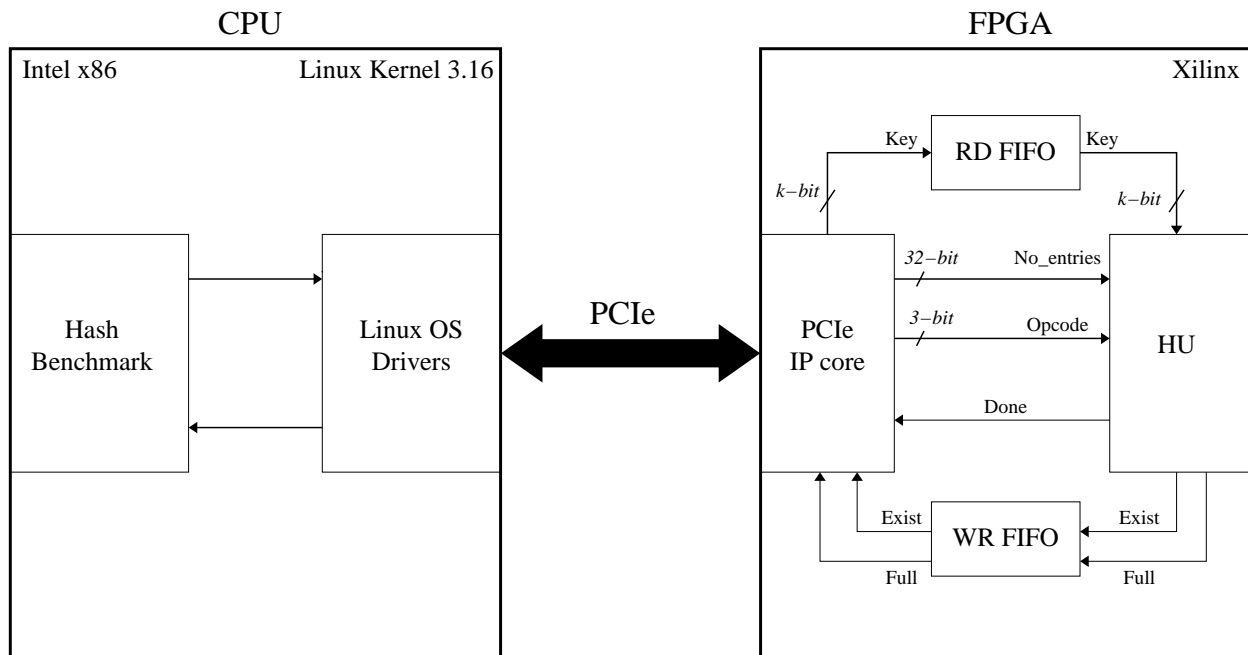 CPU
FPGA
Intel x86
Linux Kernel 3.16
Xilinx
Key
RD FIFO
Key
k−bit
k−bit
Hash
Benchmark
Linux OS
Drivers
PCIe
PCIe
IP core
32−bit
No_entries
3−bit
Opcode
HU
Done
Exist
WR FIFO
Exist
Full
Full